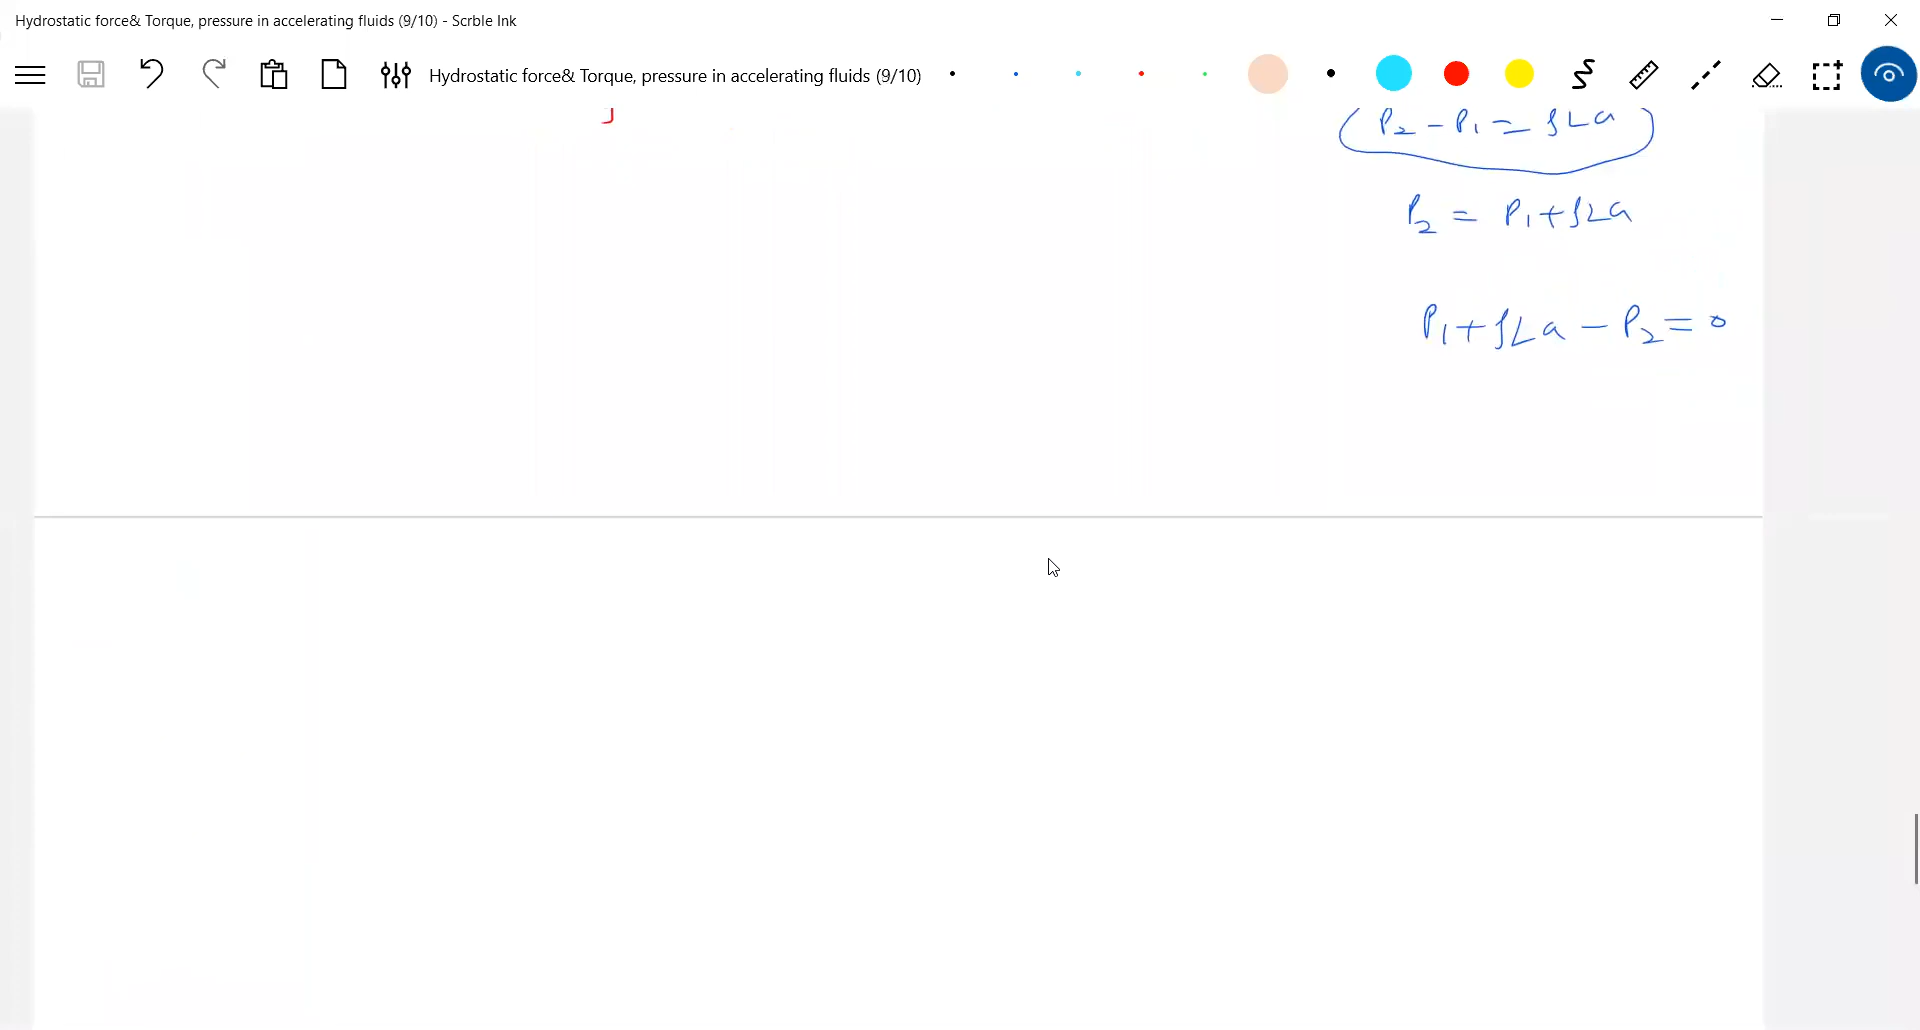 Hydrostatic force& Torque, pressure in accelerating fluids (9/10) - Scrble Ink
Hydrostatic force& Torque, pressure in accelerating fluids (9/10)
P₂ - P₁ = ρLa
P₂ = P₁ + ρLa
P₁ + ρLa - P₂ = 0